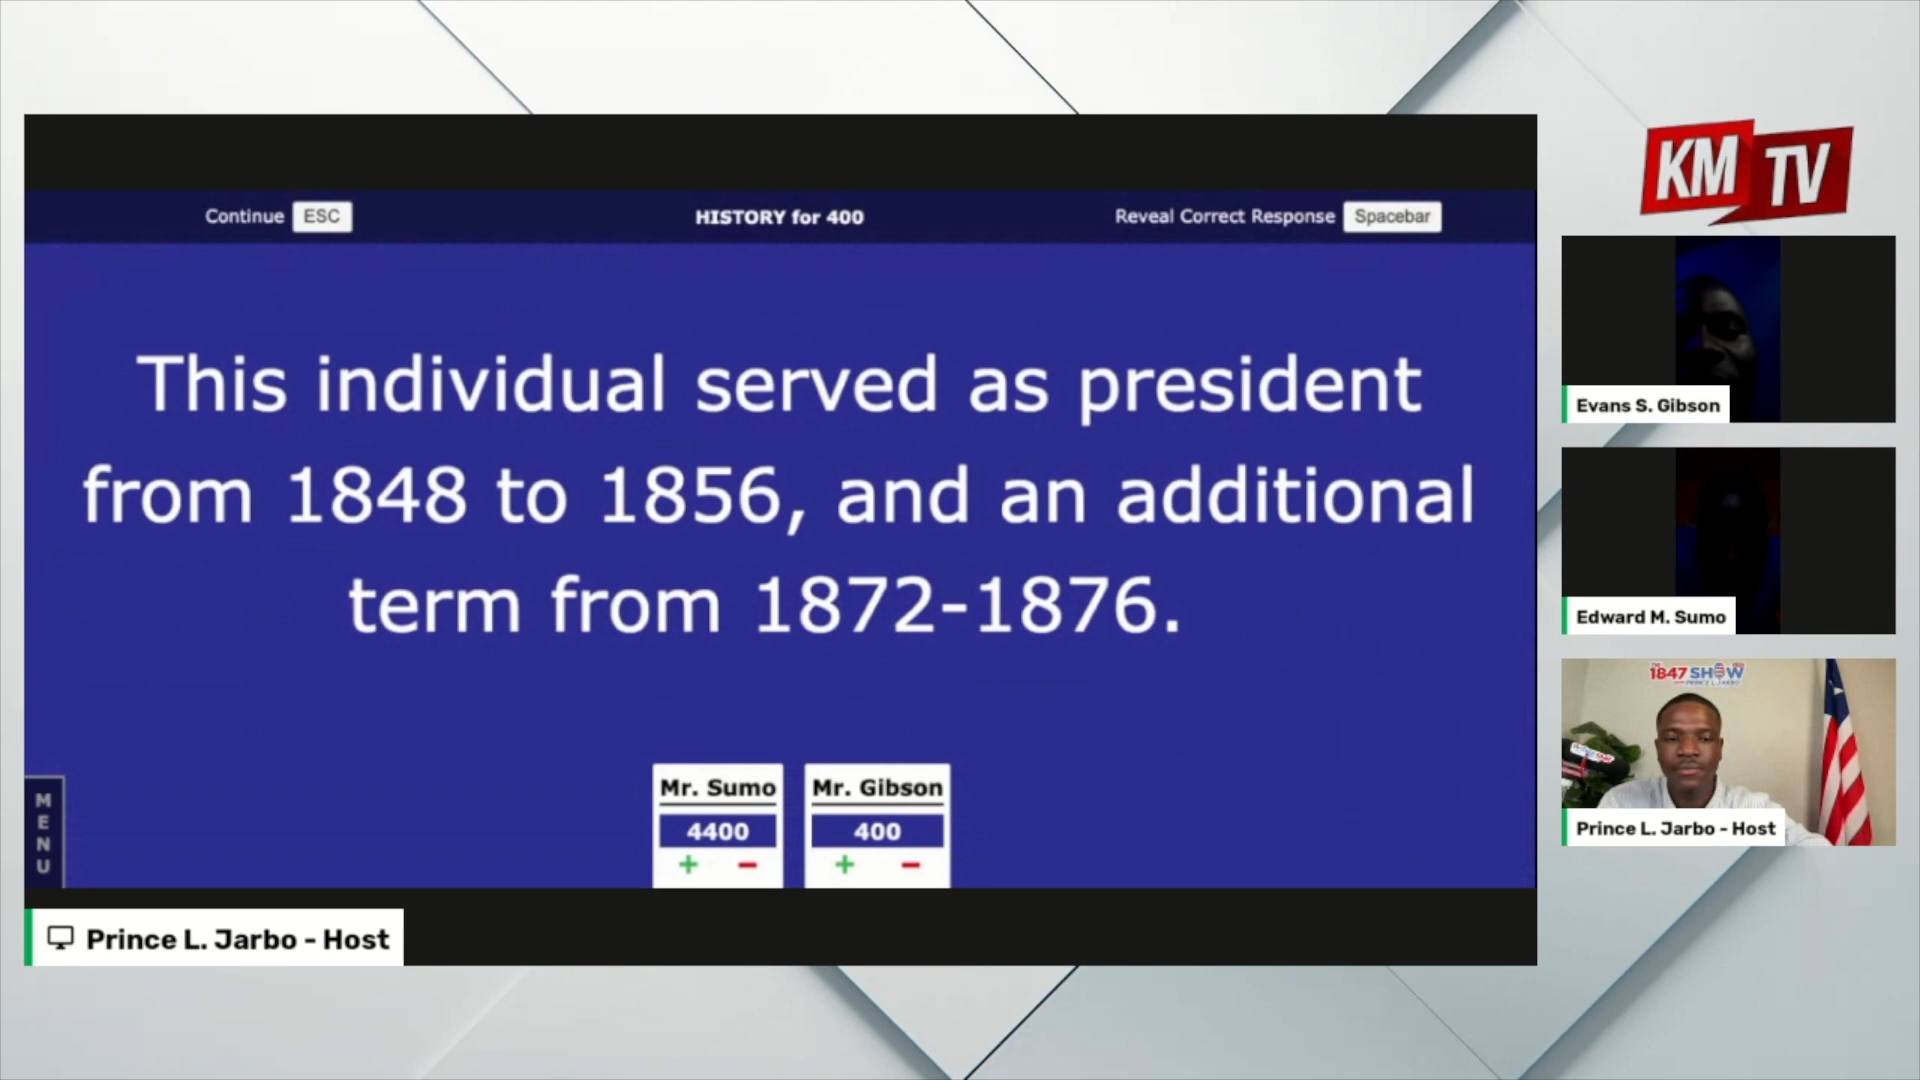 Continue ESC HISTORY for 400 Reveal Correct Response Spacebar
This individual served as president
from 1848 to 1856, and an additional
term from 1872-1876.
MENU
Mr. Sumo Mr. Gibson
4400 400
+ − + −
Prince L. Jarbo - Host
KM TV
Evans S. Gibson
Edward M. Sumo
1847 SHOW
Prince L. Jarbo - Host